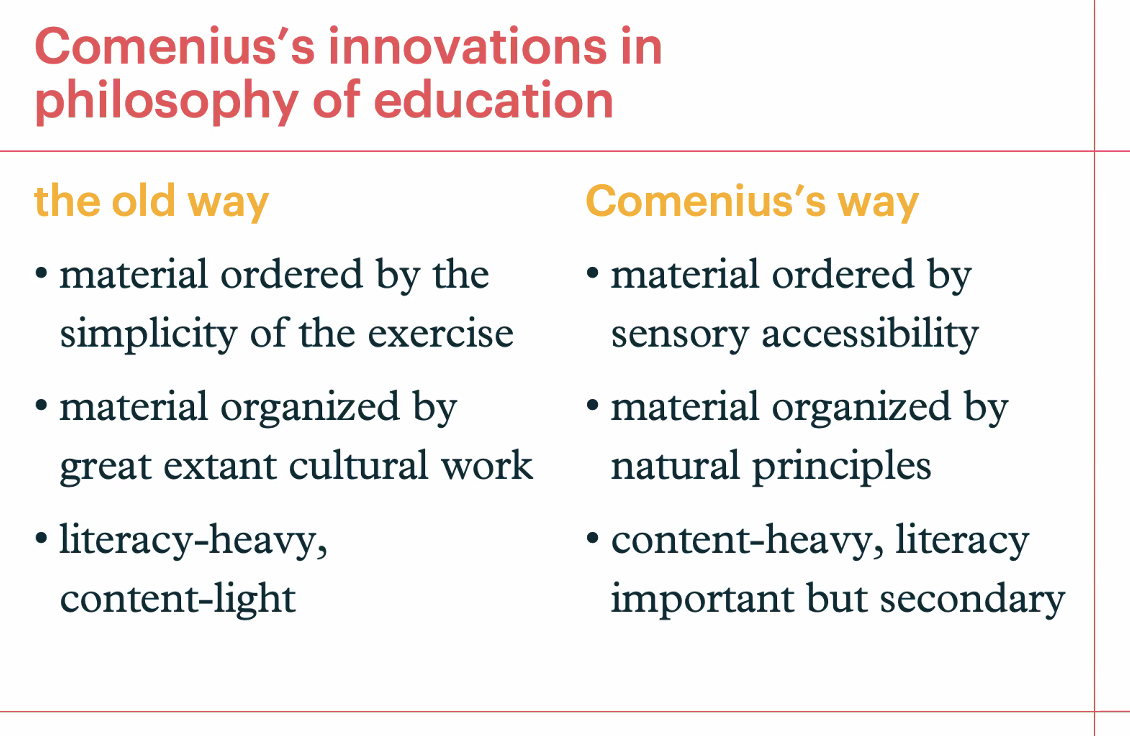 Comenius’s innovations in
philosophy of education
the old way
• material ordered by the
simplicity of the exercise
• material organized by
great extant cultural work
• literacy-heavy,
content-light
Comenius’s way
• material ordered by
sensory accessibility
• material organized by
natural principles
• content-heavy, literacy
important but secondary